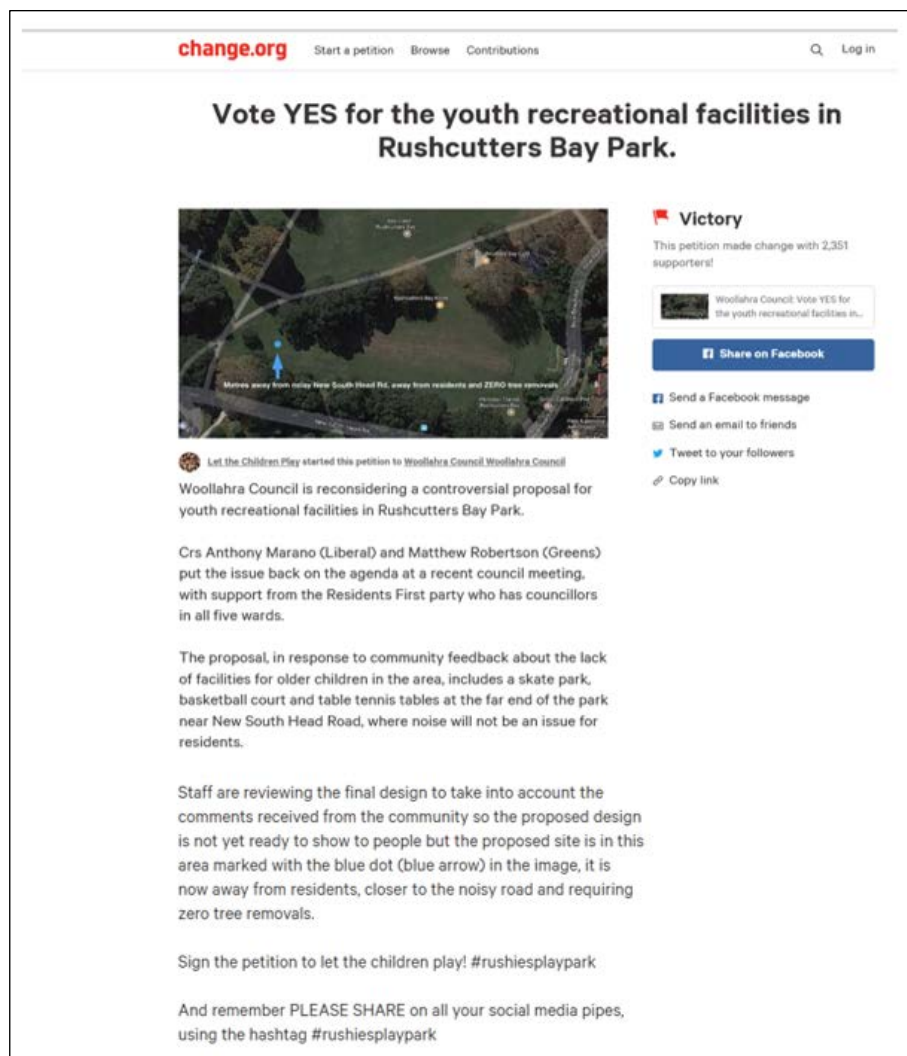 change.org Start a petition Browse Contributions Log in
Vote YES for the youth recreational facilities in
Rushcutters Bay Park.
Metres away from noisy New South Head Rd, away from residents and ZERO tree removals
Let the Children Play started this petition to Woollahra Council Woollahra Council
Woollahra Council is reconsidering a controversial proposal for
youth recreational facilities in Rushcutters Bay Park.
Crs Anthony Marano (Liberal) and Matthew Robertson (Greens)
put the issue back on the agenda at a recent council meeting,
with support from the Residents First party who has councillors
in all five wards.
The proposal, in response to community feedback about the lack
of facilities for older children in the area, includes a skate park,
basketball court and table tennis tables at the far end of the park
near New South Head Road, where noise will not be an issue for
residents.
Staff are reviewing the final design to take into account the
comments received from the community so the proposed design
is not yet ready to show to people but the proposed site is in this
area marked with the blue dot (blue arrow) in the image, it is
now away from residents, closer to the noisy road and requiring
zero tree removals.
Sign the petition to let the children play! #rushiesplaypark
And remember PLEASE SHARE on all your social media pipes,
using the hashtag #rushiesplaypark
Victory
This petition made change with 2,351
supporters!
Woollahra Council: Vote YES for
the youth recreational facilities in...
Share on Facebook
Send a Facebook message
Send an email to friends
Tweet to your followers
Copy link